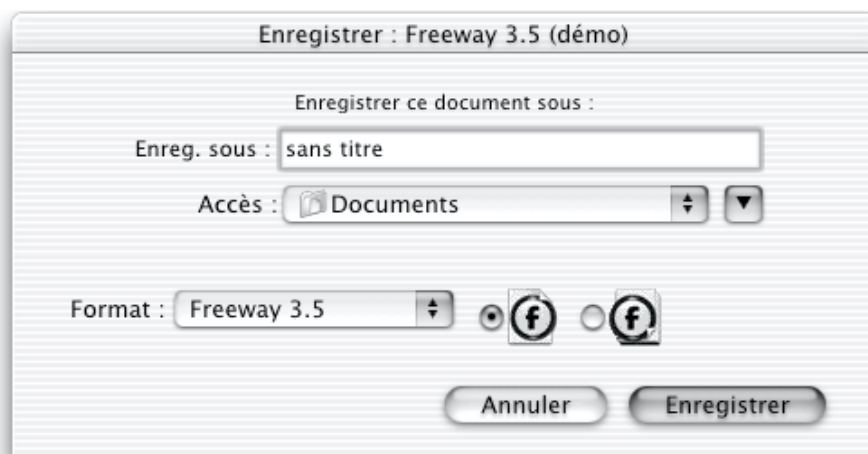 Enregistrer : Freeway 3.5 (démo)
Enregistrer ce document sous :
Enreg. sous : sans titre
Accès : Documents
Format : Freeway 3.5 f f
Annuler Enregistrer